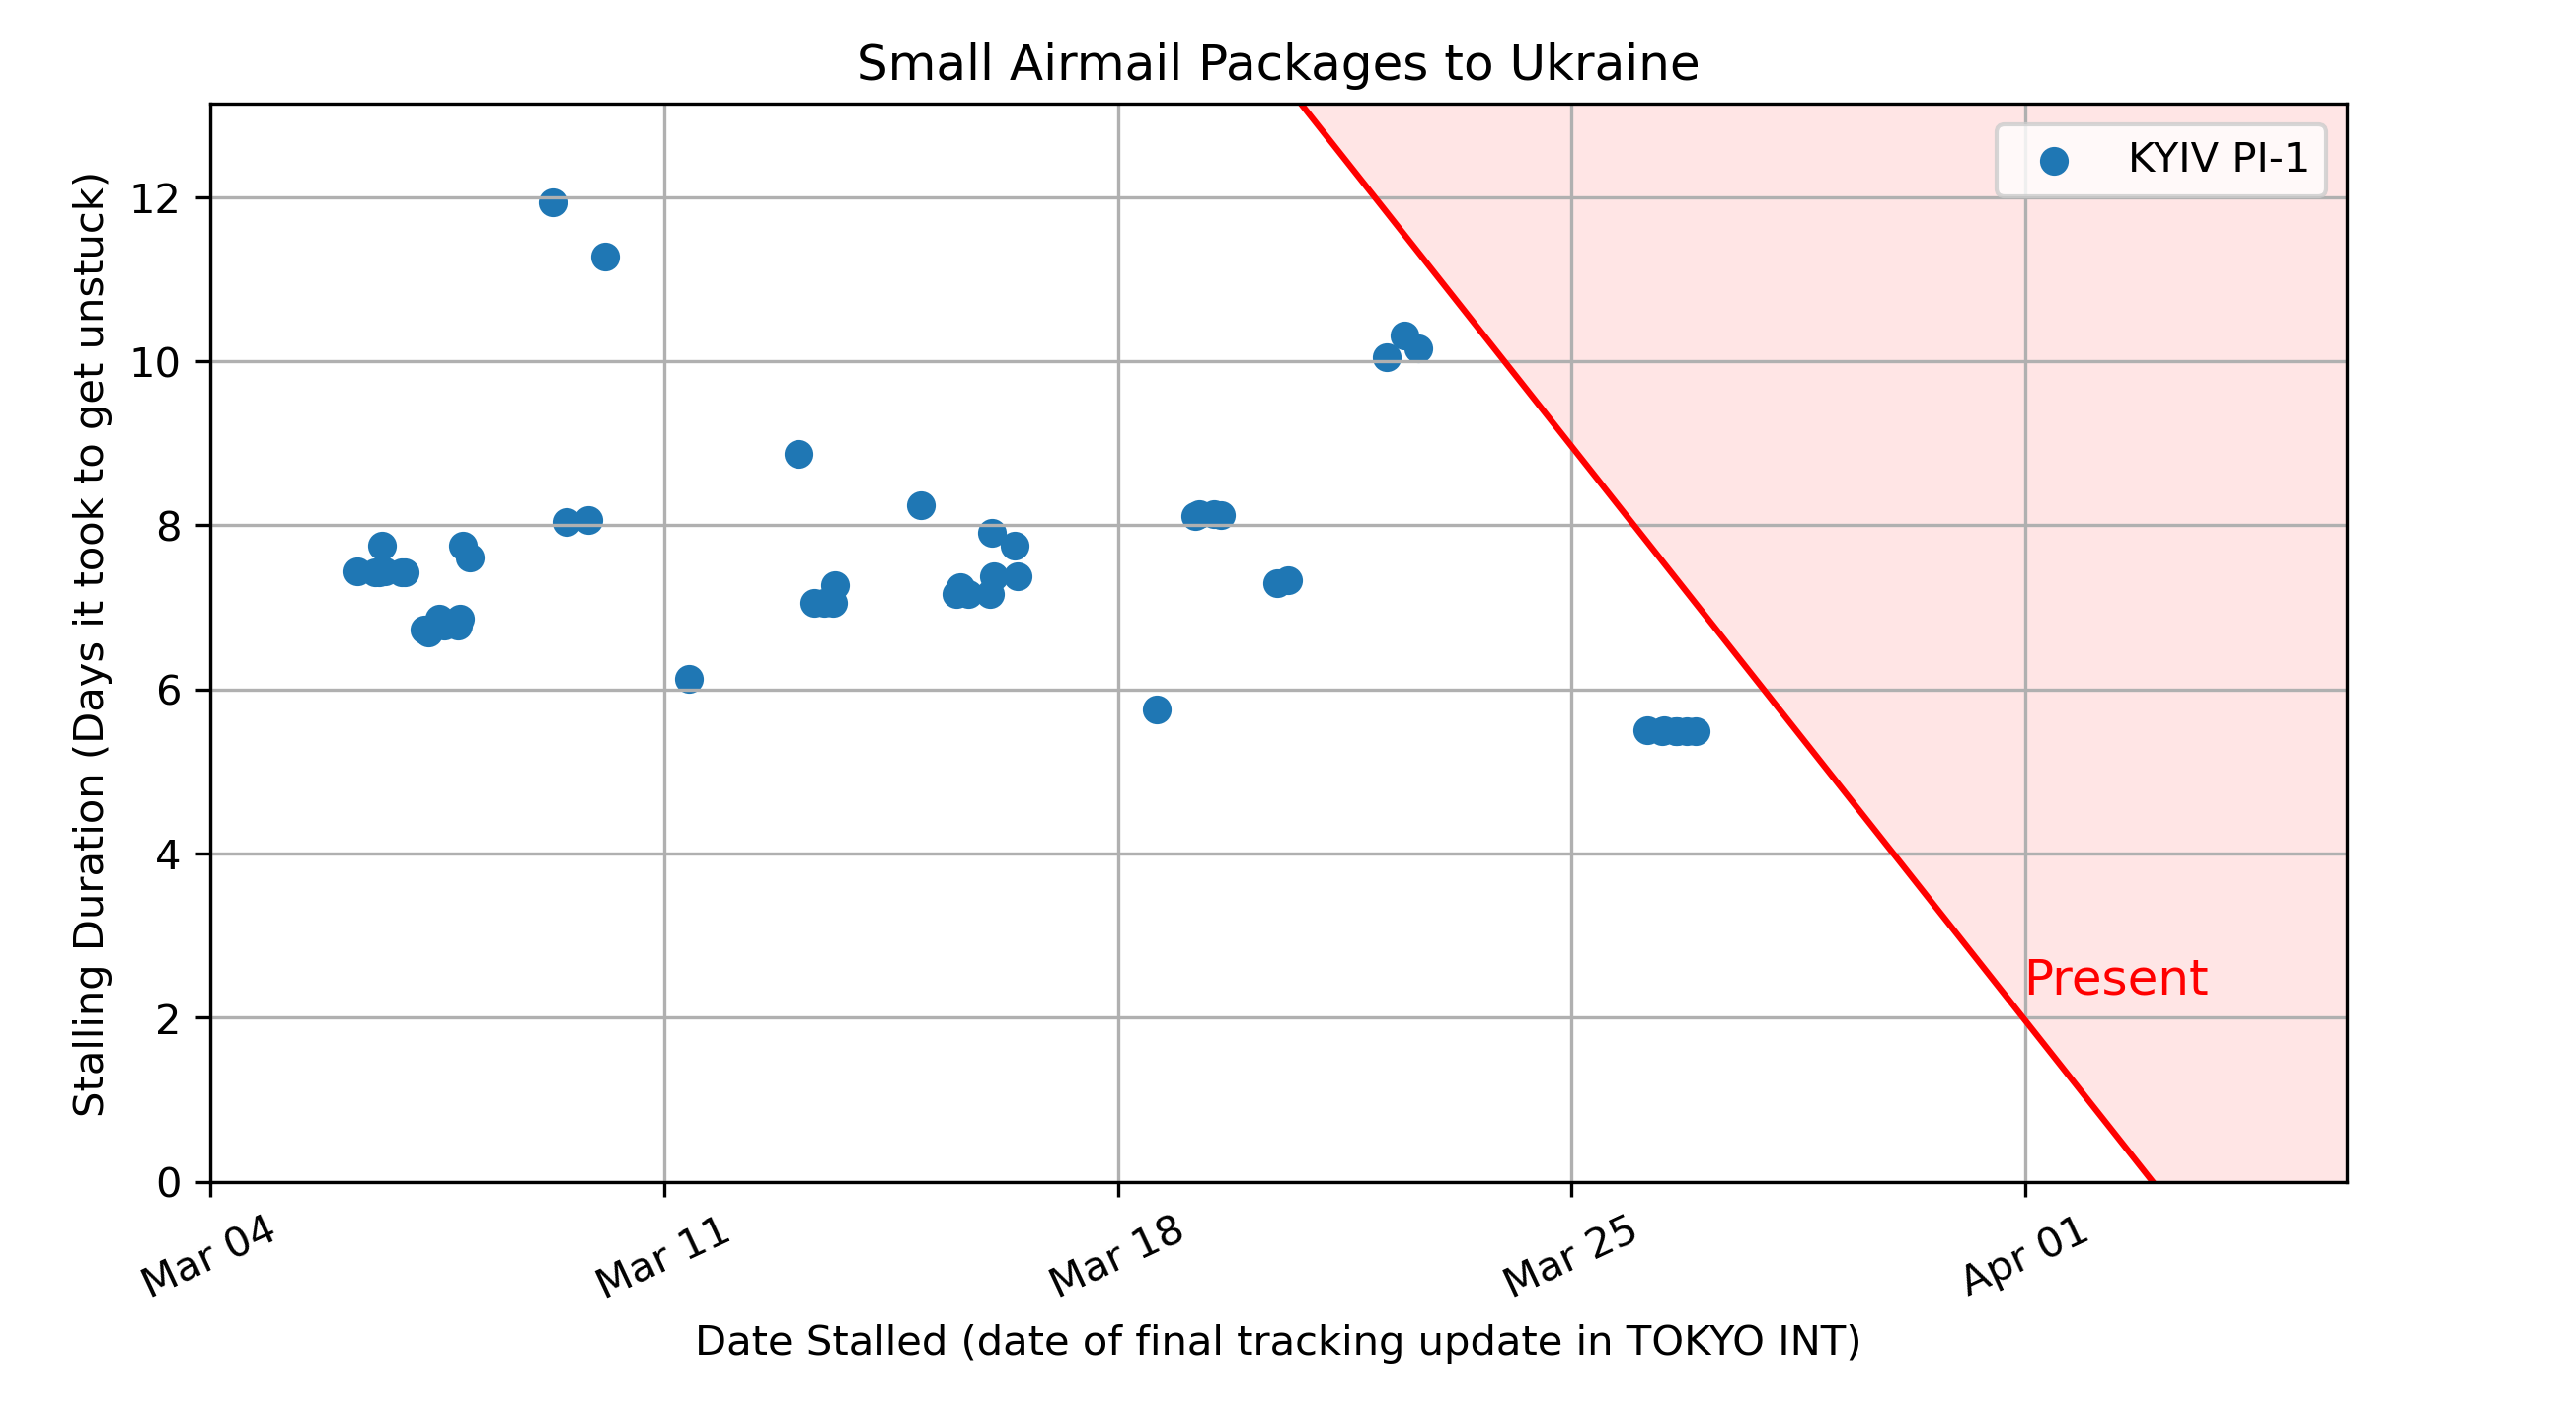 Small Airmail Packages to Ukraine
KYIV PI-1
Stalling Duration (Days it took to get unstuck)
12
10
8
6
4
2
0
Present
Mar 04
Mar 11
Mar 18
Mar 25
Apr 01
Date Stalled (date of final tracking update in TOKYO INT)